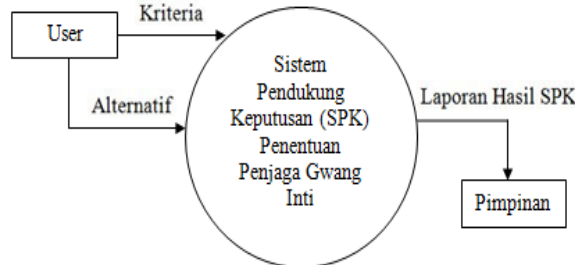 User
Kriteria
Alternatif
Sistem
Pendukung
Keputusan (SPK)
Penentuan
Penjaga Gwang
Inti
Laporan Hasil SPK
Pimpinan